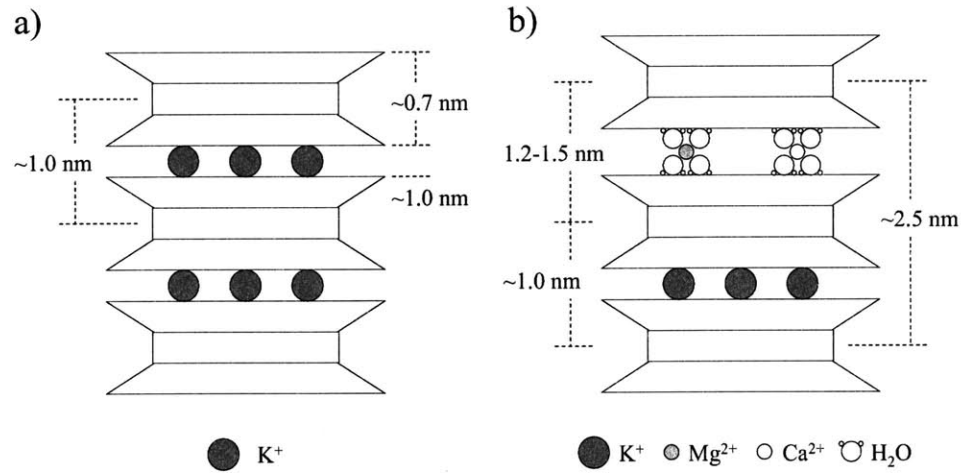 a)
~0.7 nm
~1.0 nm
~1.0 nm
K⁺
b)
1.2-1.5 nm
~2.5 nm
~1.0 nm
K⁺ Mg²⁺ Ca²⁺ H₂O